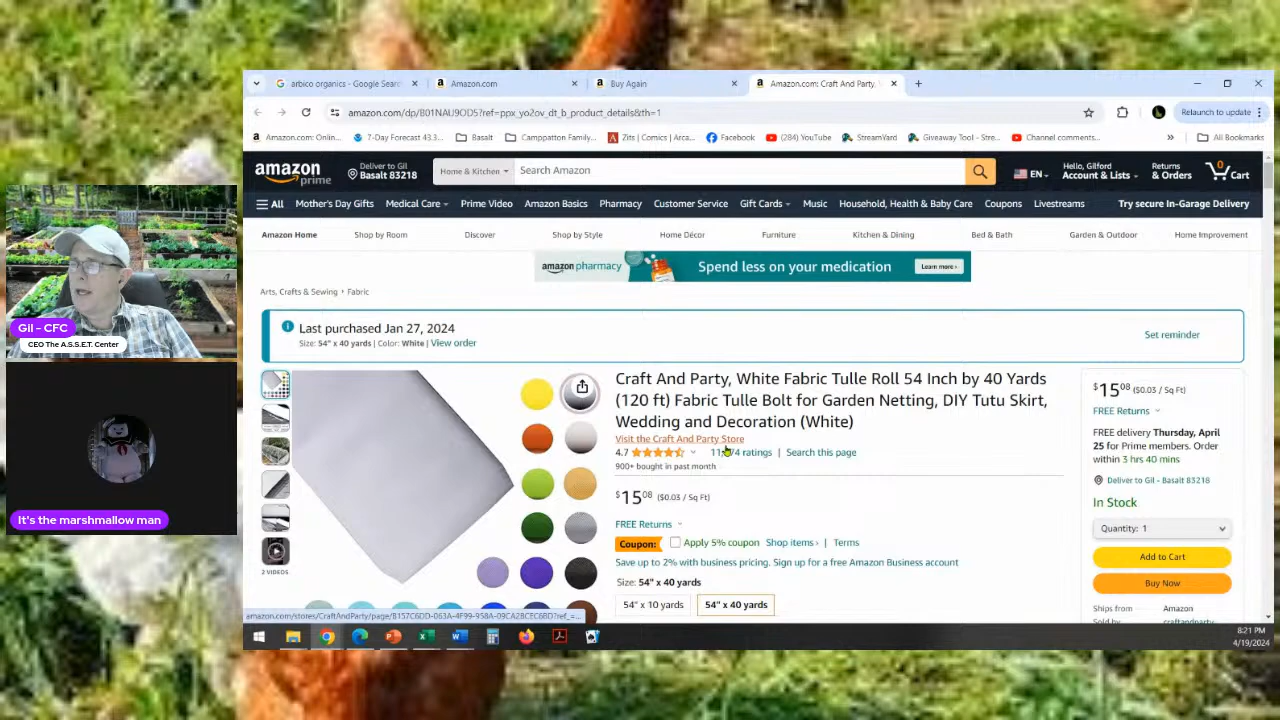 arbico organics - Google Searc
Amazon.com
Buy Again
Amazon.com: Craft And Party,
amazon.com/dp/B01NAU9OD5?ref=ppx_yo2ov_dt_b_product_details&th=1
Relaunch to update
Amazon.com: Onlin...
7-Day Forecast 43.3...
Basalt
Camppatton Family...
Zits | Comics | Arca...
Facebook
(284) YouTube
StreamYard
Giveaway Tool - Stre...
Channel comments...
»
All Bookmarks
amazon prime
Deliver to Gil
Basalt 83218
Home & Kitchen
Search Amazon
EN
Hello, Gilford
Account & Lists
Returns
& Orders
0
Cart
All
Mother's Day Gifts
Medical Care
Prime Video
Amazon Basics
Pharmacy
Customer Service
Gift Cards
Music
Household, Health & Baby Care
Coupons
Livestreams
Try secure In-Garage Delivery
Amazon Home
Shop by Room
Discover
Shop by Style
Home Décor
Furniture
Kitchen & Dining
Bed & Bath
Garden & Outdoor
Home Improvement
amazon pharmacy
Spend less on your medication
Learn more ›
Arts, Crafts & Sewing › Fabric
Last purchased Jan 27, 2024
Size: 54" x 40 yards | Color: White | View order
Set reminder
Craft And Party, White Fabric Tulle Roll 54 Inch by 40 Yards
(120 ft) Fabric Tulle Bolt for Garden Netting, DIY Tutu Skirt,
Wedding and Decoration (White)
Visit the Craft And Party Store
4.7
ratings | Search this page
900+ bought in past month
$1508 ($0.03 / Sq Ft)
FREE Returns
Coupon:
Apply 5% coupon Shop items › | Terms
Save up to 2% with business pricing. Sign up for a free Amazon Business account
Size: 54" x 40 yards
54" x 10 yards
54" x 40 yards
2 VIDEOS
$1508 ($0.03 / Sq Ft)
FREE Returns
FREE delivery Thursday, April
25 for Prime members. Order
within 3 hrs 40 mins
Deliver to Gil - Basalt 83218
In Stock
Quantity: 1
Add to Cart
Buy Now
Ships from
Amazon
Sold by
craftandparty
8:21 PM
4/19/2024
Gil - CFC
CEO The A.S.S.E.T. Center
It's the marshmallow man